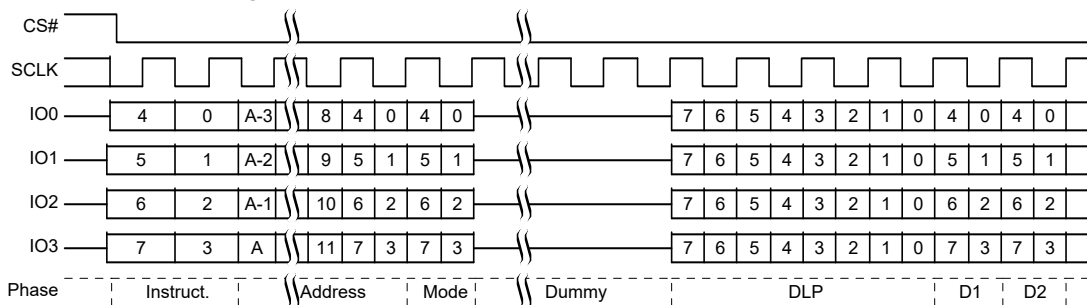 CS#
SCLK
IO0 4 0 A-3 8 4 0 4 0 7 6 5 4 3 2 1 0 4 0 4 0
IO1 5 1 A-2 9 5 1 5 1 7 6 5 4 3 2 1 0 5 1 5 1
IO2 6 2 A-1 10 6 2 6 2 7 6 5 4 3 2 1 0 6 2 6 2
IO3 7 3 A 11 7 3 7 3 7 6 5 4 3 2 1 0 7 3 7 3
Phase Instruct. Address Mode Dummy DLP D1 D2